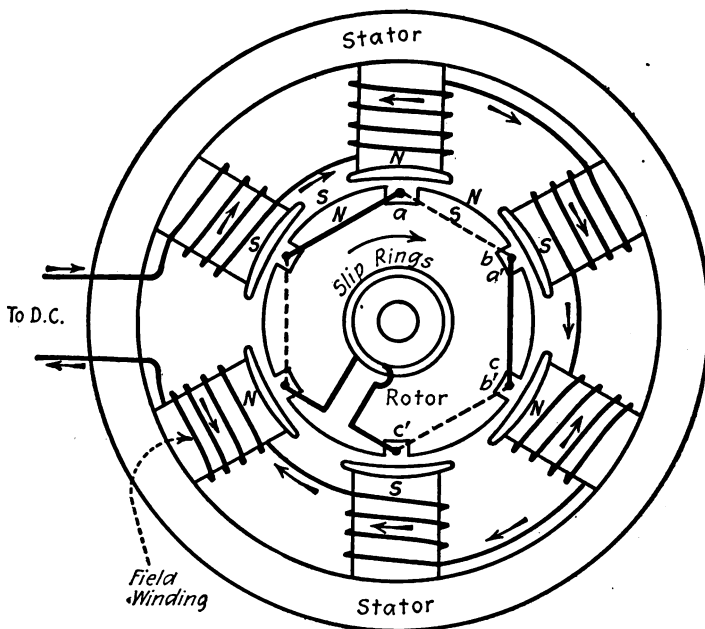 Stator
N
S
N
N
S
a
S
S
b
a'
Slip Rings
To D.C.
c
b'
N
Rotor
N
c'
S
Field
Winding
Stator